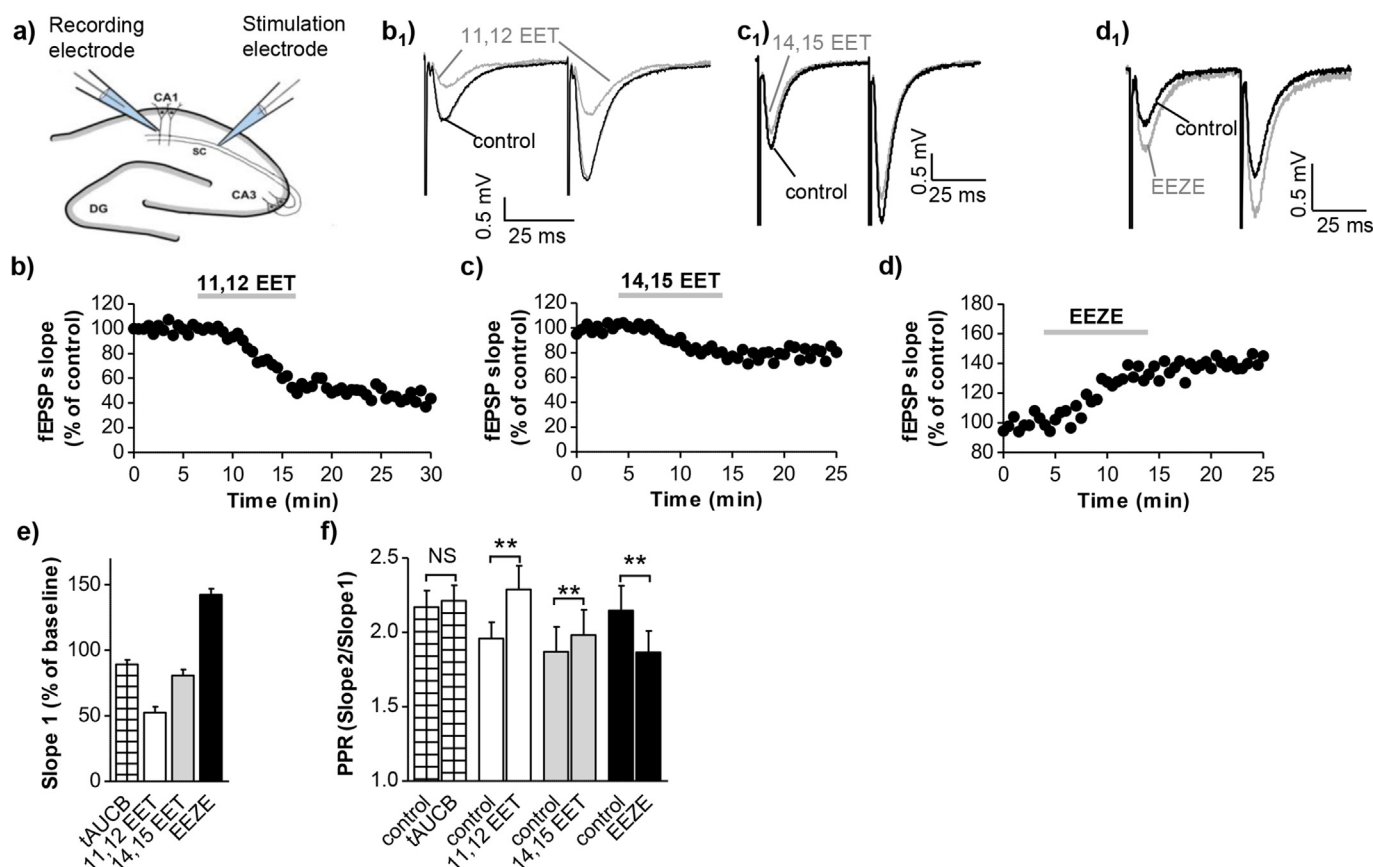 a) Recording
electrode
Stimulation
electrode
CA1
SC
CA3
DG
b1)
11,12 EET
control
0.5 mV
25 ms
c1)
14,15 EET
control
0.5 mV
25 ms
d1)
control
EEZE
0.5 mV
25 ms
b)
11,12 EET
fEPSP slope
(% of control)
120
100
80
60
40
20
0
0 5 10 15 20 25 30
Time (min)
c)
14,15 EET
fEPSP slope
(% of control)
120
100
80
60
40
20
0
0 5 10 15 20 25
Time (min)
d)
EEZE
fEPSP slope
(% of control)
180
160
140
120
100
80
0 5 10 15 20 25
Time (min)
e)
Slope 1 (% of baseline)
150
100
50
0
tAUCB
11, 12 EET
14, 15 EET
EEZE
f)
PPR (Slope2/Slope1)
2.5
2.0
1.5
1.0
NS
**
**
**
control
tAUCB
control
11, 12 EET
control
14, 15 EET
control
EEZE